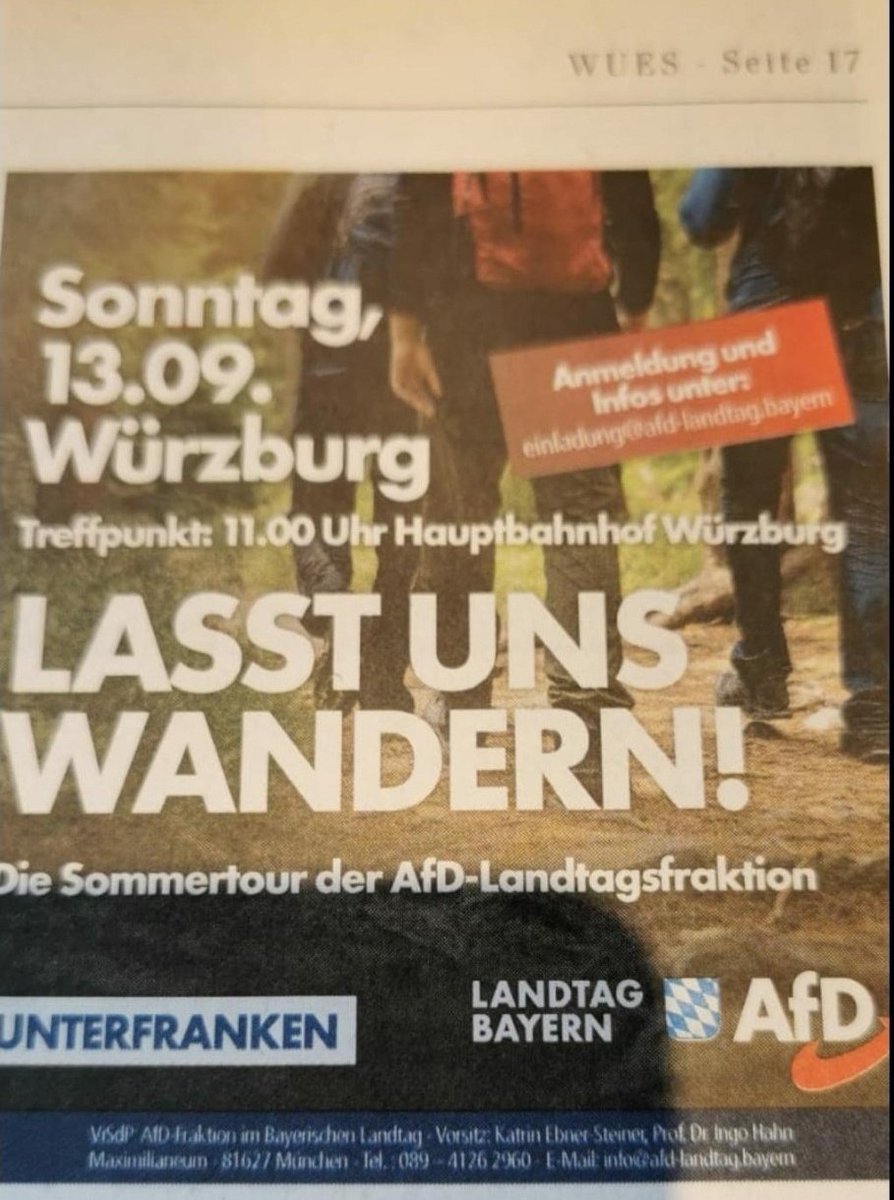 WUES - Seite 17
Sonntag,
13.09.
Würzburg
Anmeldung und
Infos unter:
einladung@afd-landtag.bayern
Treffpunkt: 11.00 Uhr Hauptbahnhof Würzburg
LASST UNS
WANDERN!
Die Sommertour der AfD-Landtagsfraktion
UNTERFRANKEN
LANDTAG
BAYERN
AfD
ViSdP AfD-Fraktion im Bayerischen Landtag - Vorsitz: Katrin Ebner-Steiner, Prof. Dr. Ingo Hahn
Maximilianeum - 81627 München - Tel.: 089 – 4126 2960 - E-Mail: info@afd-landtag.bayern